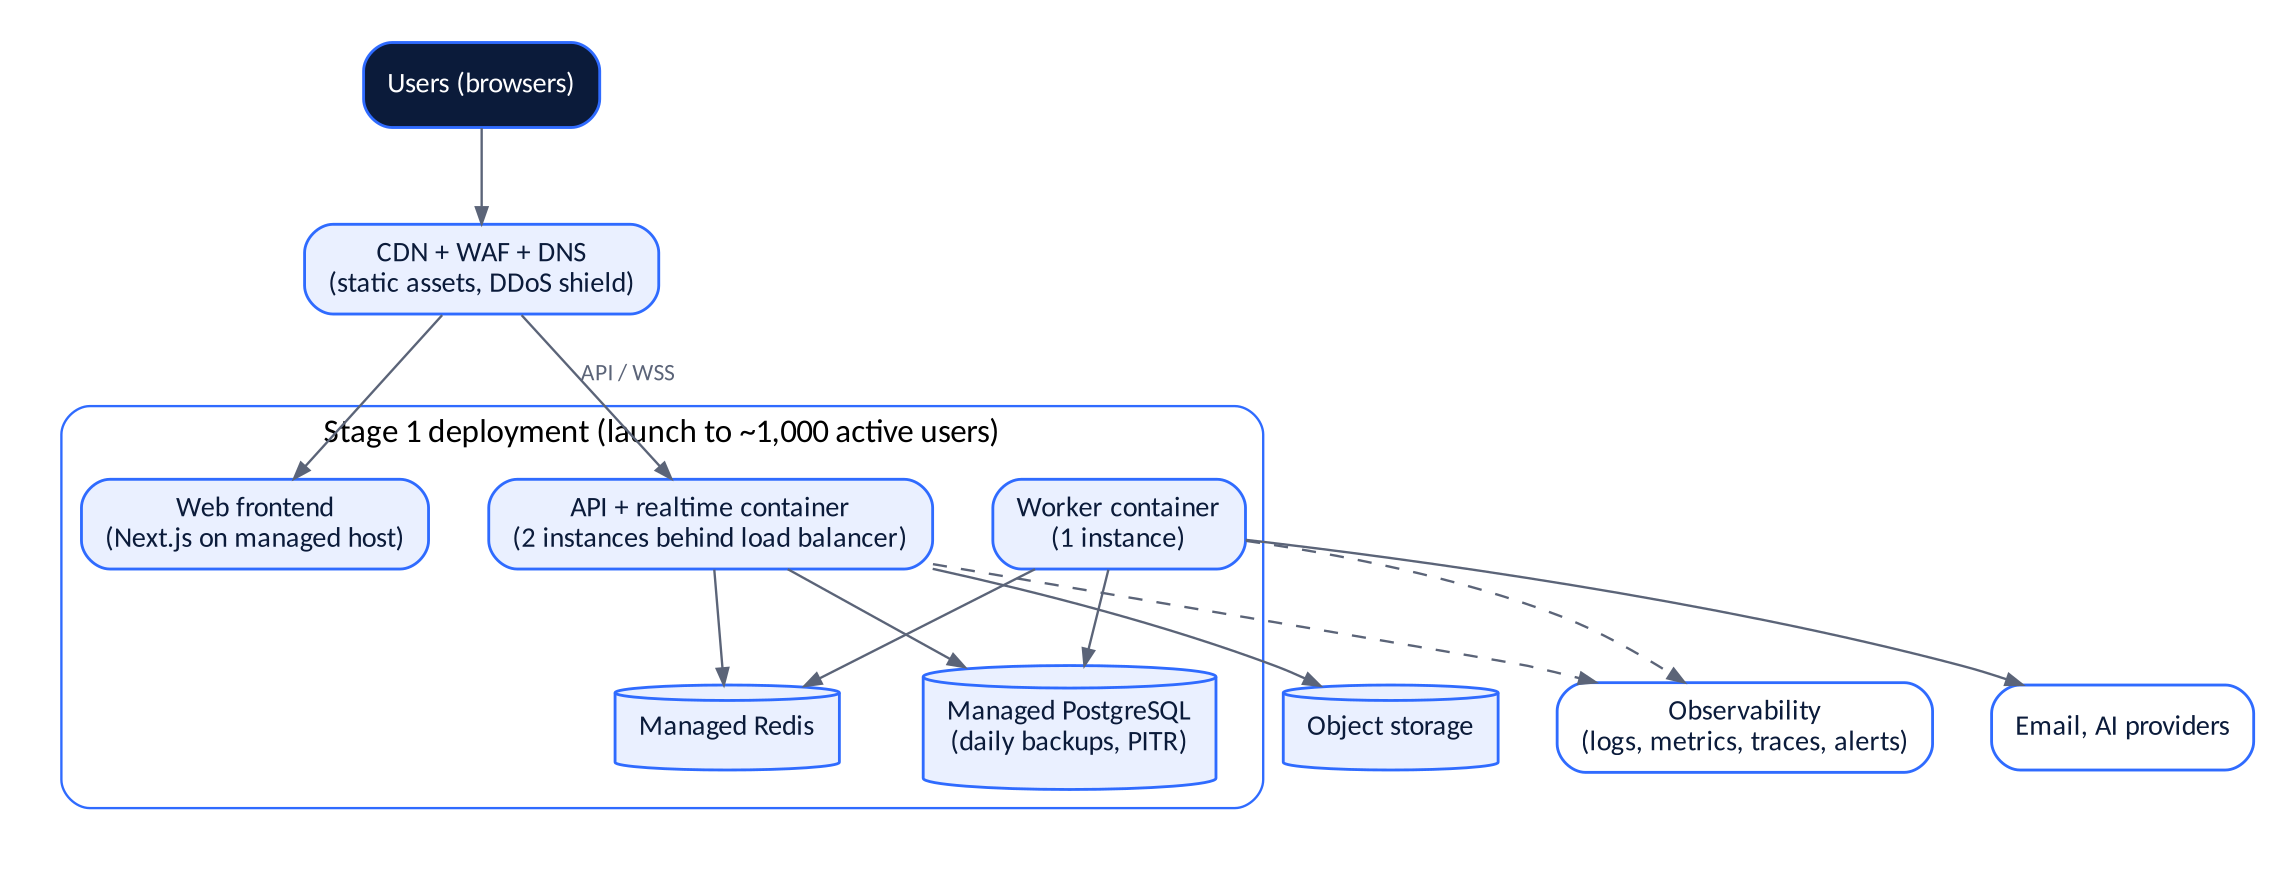 Users (browsers)
CDN + WAF + DNS
(static assets, DDoS shield)
API / WSS
Stage 1 deployment (launch to ~1,000 active users)
Web frontend
(Next.js on managed host)
API + realtime container
(2 instances behind load balancer)
Worker container
(1 instance)
Managed Redis
Managed PostgreSQL
(daily backups, PITR)
Object storage
Observability
(logs, metrics, traces, alerts)
Email, AI providers